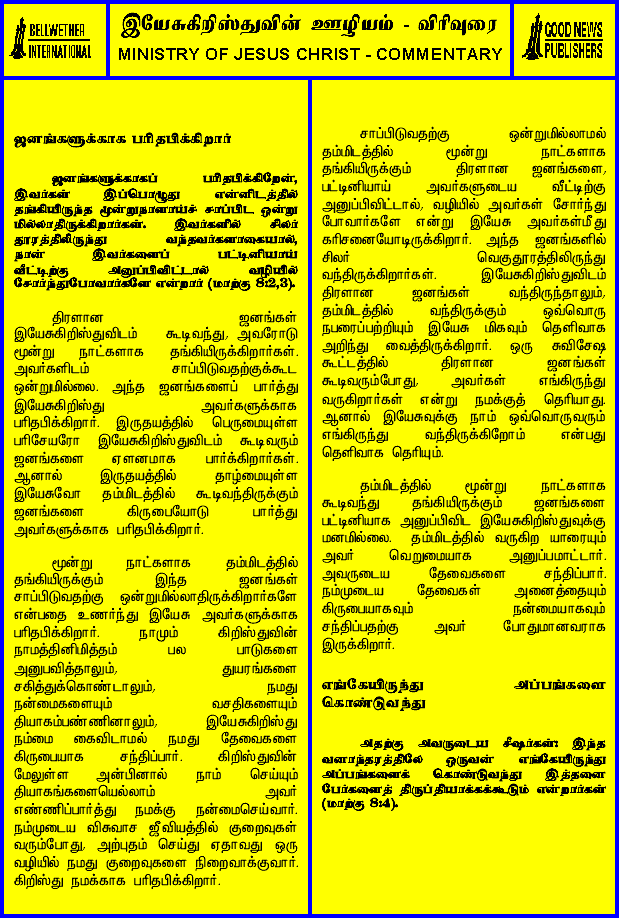 BELLWETHER
INTERNATIONAL
இயேசுகிறிஸ்துவின் ஊழியம் - விரிவுரை
MINISTRY OF JESUS CHRIST - COMMENTARY
GOOD NEWS
PUBLISHERS
ஜனங்களுக்காக பரிதபிக்கிறார்
ஜனங்களுக்காகப் பரிதபிக்கிறேன்,
இவர்கள் இப்பொழுது என்னிடத்தில்
தங்கியிருந்த மூன்றுநாளாய்ச் சாப்பிட ஒன்று
மில்லாதிருக்கிறார்கள். இவர்களில் சிலர்
தூரத்திலிருந்து வந்தவர்களாகையால்,
நான் இவர்களைப் பட்டினியாய்
வீட்டிற்கு அனுப்பிவிட்டால் வழியில்
சோர்ந்துபோவார்களே என்றார் (மாற்கு 8:2,3).
திரளான ஜனங்கள்
இயேசுகிறிஸ்துவிடம் கூடிவந்து, அவரோடு
மூன்று நாட்களாக தங்கியிருக்கிறார்கள்.
அவர்களிடம் சாப்பிடுவதற்குக்கூட
ஒன்றுமில்லை. அந்த ஜனங்களைப் பார்த்து
இயேசுகிறிஸ்து அவர்களுக்காக
பரிதபிக்கிறார். இருதயத்தில் பெருமையுள்ள
பரிசேயரோ இயேசுகிறிஸ்துவிடம் கூடிவரும்
ஜனங்களை ஏளனமாக பார்க்கிறார்கள்.
ஆனால் இருதயத்தில் தாழ்மையுள்ள
இயேசுவோ தம்மிடத்தில் கூடிவந்திருக்கும்
ஜனங்களை கிருபையோடு பார்த்து
அவர்களுக்காக பரிதபிக்கிறார்.
மூன்று நாட்களாக தம்மிடத்தில்
தங்கியிருக்கும் இந்த ஜனங்கள்
சாப்பிடுவதற்கு ஒன்றுமில்லாதிருக்கிறார்களே
என்பதை உணர்ந்து இயேசு அவர்களுக்காக
பரிதபிக்கிறார். நாமும் கிறிஸ்துவின்
நாமத்தினிமித்தம் பல பாடுகளை
அனுபவித்தாலும், துயரங்களை
சகித்துக்கொண்டாலும், நமது
நன்மைகளையும் வசதிகளையும்
தியாகம்பண்ணினாலும், இயேசுகிறிஸ்து
நம்மை கைவிடாமல் நமது தேவைகளை
கிருபையாக சந்திப்பார். கிறிஸ்துவின்
மேலுள்ள அன்பினால் நாம் செய்யும்
தியாகங்களையெல்லாம் அவர்
எண்ணிப்பார்த்து நமக்கு நன்மைசெய்வார்.
நம்முடைய விசுவாச ஜீவியத்தில் குறைவுகள்
வரும்போது, அற்புதம் செய்து ஏதாவது ஒரு
வழியில் நமது குறைவுகளை நிறைவாக்குவார்.
கிறிஸ்து நமக்காக பரிதபிக்கிறார்.
சாப்பிடுவதற்கு ஒன்றுமில்லாமல்
தம்மிடத்தில் மூன்று நாட்களாக
தங்கியிருக்கும் திரளான ஜனங்களை,
பட்டினியாய் அவர்களுடைய வீட்டிற்கு
அனுப்பிவிட்டால், வழியில் அவர்கள் சோர்ந்து
போவார்களே என்று இயேசு அவர்கள்மீது
கரிசனையோடிருக்கிறார். அந்த ஜனங்களில்
சிலர் வெகுதூரத்திலிருந்து
வந்திருக்கிறார்கள். இயேசுகிறிஸ்துவிடம்
திரளான ஜனங்கள் வந்திருந்தாலும்,
தம்மிடத்தில் வந்திருக்கும் ஒவ்வொரு
நபரைப்பற்றியும் இயேசு மிகவும் தெளிவாக
அறிந்து வைத்திருக்கிறார். ஒரு சுவிசேஷ
கூட்டத்தில் திரளான ஜனங்கள்
கூடிவரும்போது, அவர்கள் எங்கிருந்து
வருகிறார்கள் என்று நமக்குத் தெரியாது.
ஆனால் இயேசுவுக்கு நாம் ஒவ்வொருவரும்
எங்கிருந்து வந்திருக்கிறோம் என்பது
தெளிவாக தெரியும்.
தம்மிடத்தில் மூன்று நாட்களாக
கூடிவந்து தங்கியிருக்கும் ஜனங்களை
பட்டினியாக அனுப்பிவிட இயேசுகிறிஸ்துவுக்கு
மனமில்லை. தம்மிடத்தில் வருகிற யாரையும்
அவர் வெறுமையாக அனுப்பமாட்டார்.
அவருடைய தேவைகளை சந்திப்பார்.
நம்முடைய தேவைகள் அனைத்தையும்
கிருபையாகவும் நன்மையாகவும்
சந்திப்பதற்கு அவர் போதுமானவராக
இருக்கிறார்.
எங்கேயிருந்து அப்பங்களை
கொண்டுவந்து
அதற்கு அவருடைய சீஷர்கள்: இந்த
வனாந்தரத்திலே ஒருவன் எங்கேயிருந்து
அப்பங்களைக் கொண்டுவந்து இத்தனை
பேர்களைத் திருப்தியாக்கக்கூடும் என்றார்கள்
(மாற்கு 8:4).